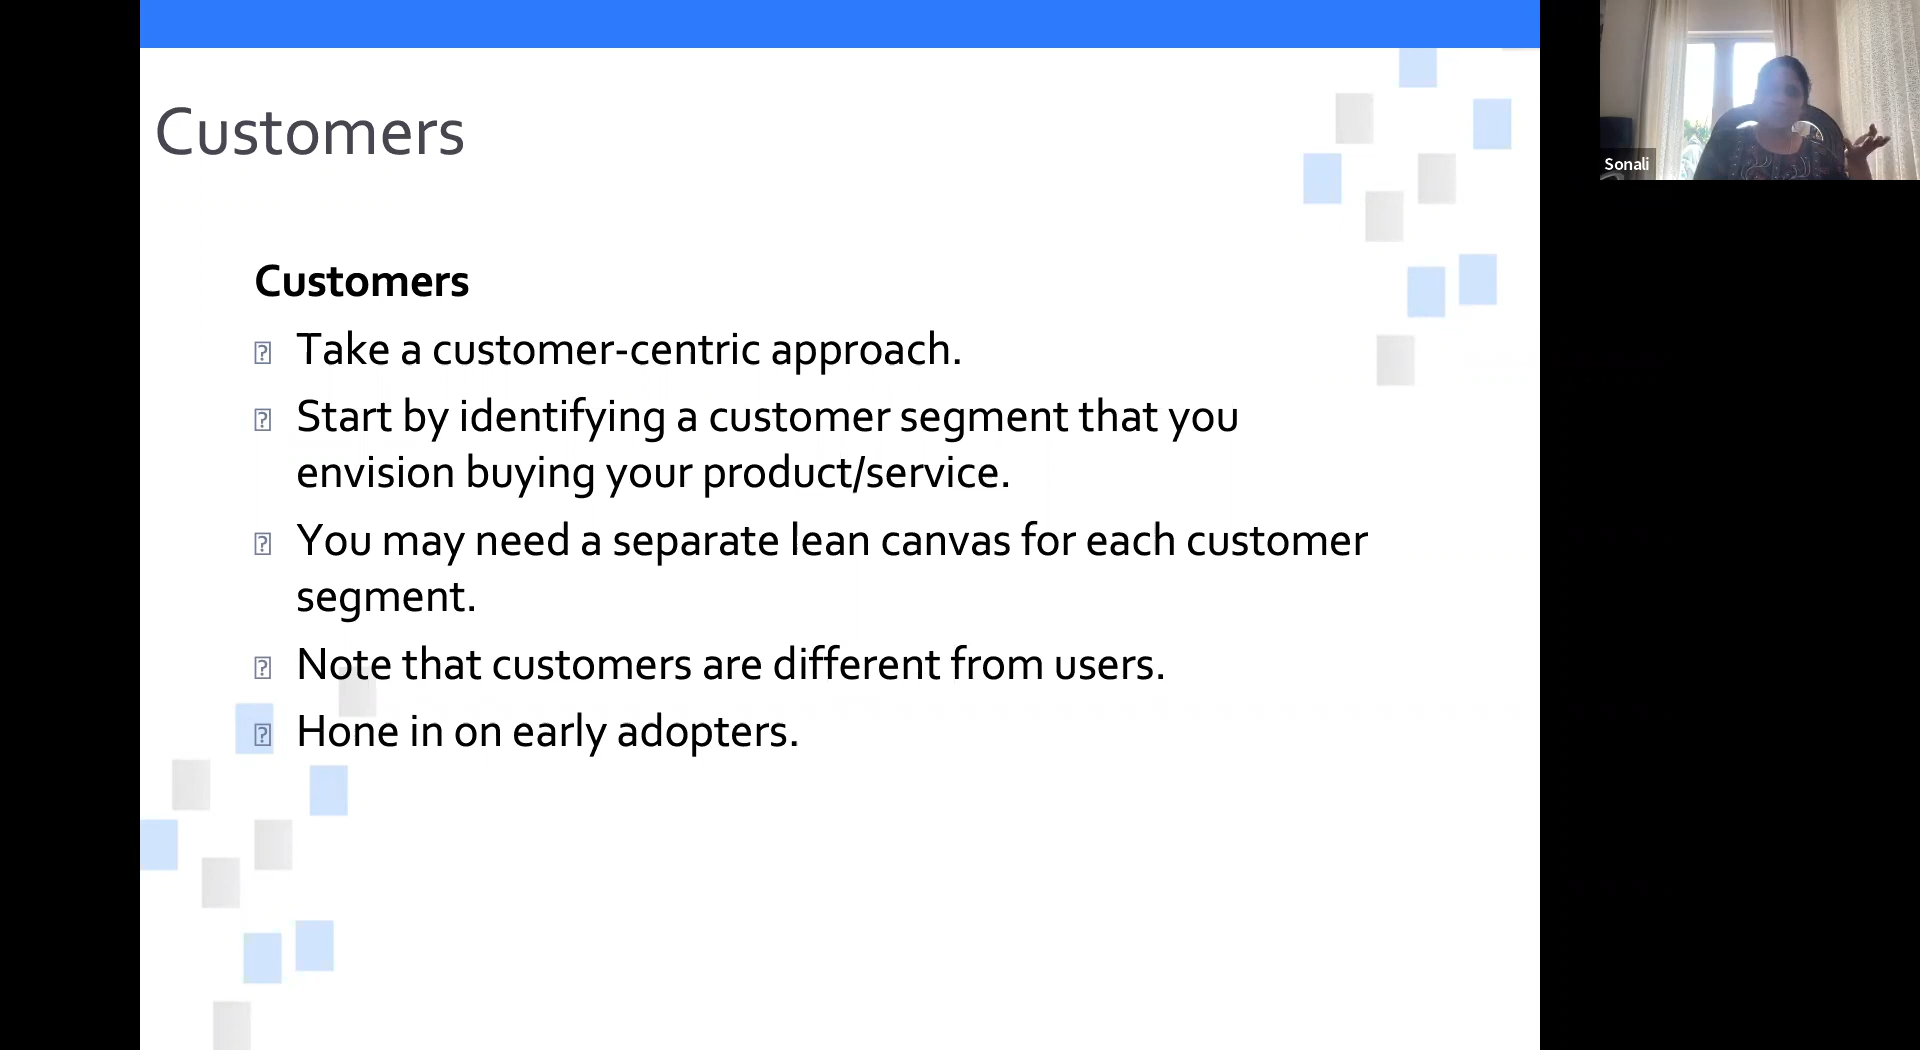 Customers
Sonali
Customers
Take a customer-centric approach.
Start by identifying a customer segment that you
envision buying your product/service.
You may need a separate lean canvas for each customer
segment.
Note that customers are different from users.
Hone in on early adopters.